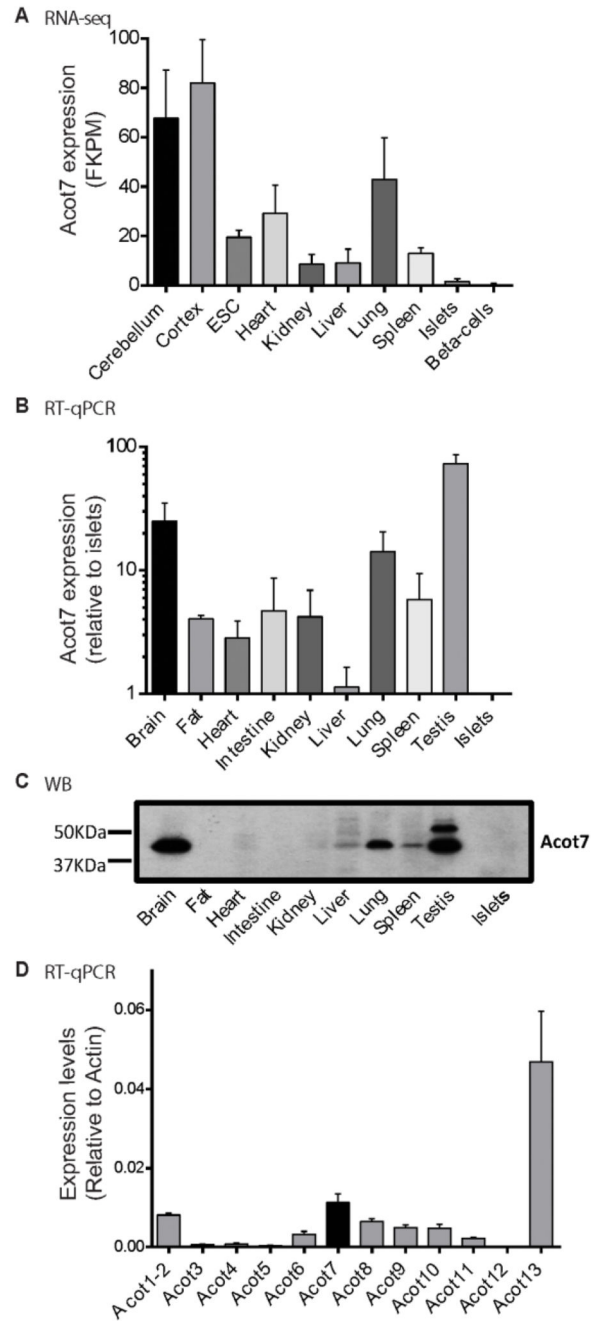 A RNA-seq
Acot7 expression
(FKPM)
100
80
60
40
20
0
Cerebellum
Cortex
ESC
Heart
Kidney
Liver
Lung
Spleen
Islets
Beta-cells
B RT-qPCR
Acot7 expression
(relative to islets)
100
10
1
Brain
Fat
Heart
Intestine
Kidney
Liver
Lung
Spleen
Testis
Islets
C WB
50KDa
37KDa
Acot7
Brain
Fat
Heart
Intestine
Kidney
Liver
Lung
Spleen
Testis
Islets
D RT-qPCR
Expression levels
(Relative to Actin)
0.06
0.04
0.02
0.00
Acot1-2
Acot3
Acot4
Acot5
Acot6
Acot7
Acot8
Acot9
Acot10
Acot11
Acot12
Acot13